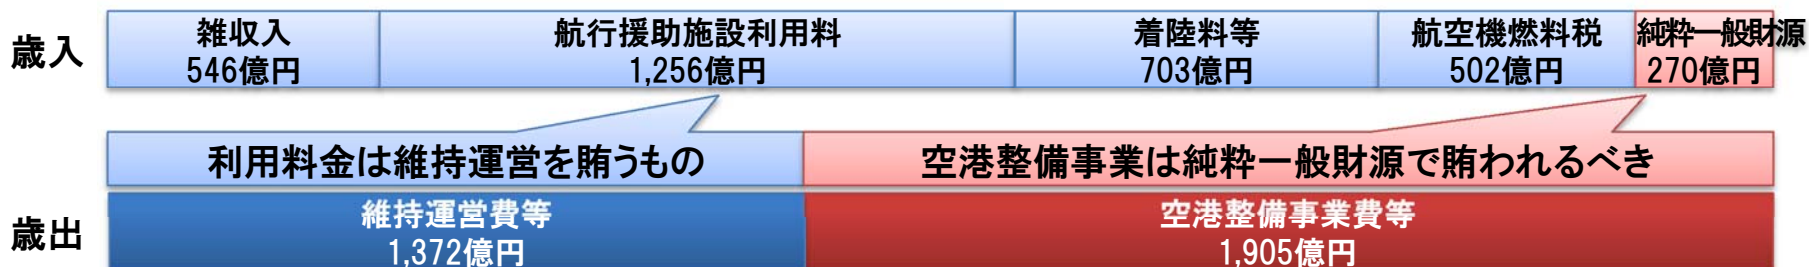 歳入
雑収入
546億円
航行援助施設利用料
1,256億円
着陸料等
703億円
航空機燃料税
502億円
純粋一般財源
270億円
利用料金は維持運営を賄うもの
空港整備事業は純粋一般財源で賄われるべき
歳出
維持運営費等
1,372億円
空港整備事業費等
1,905億円